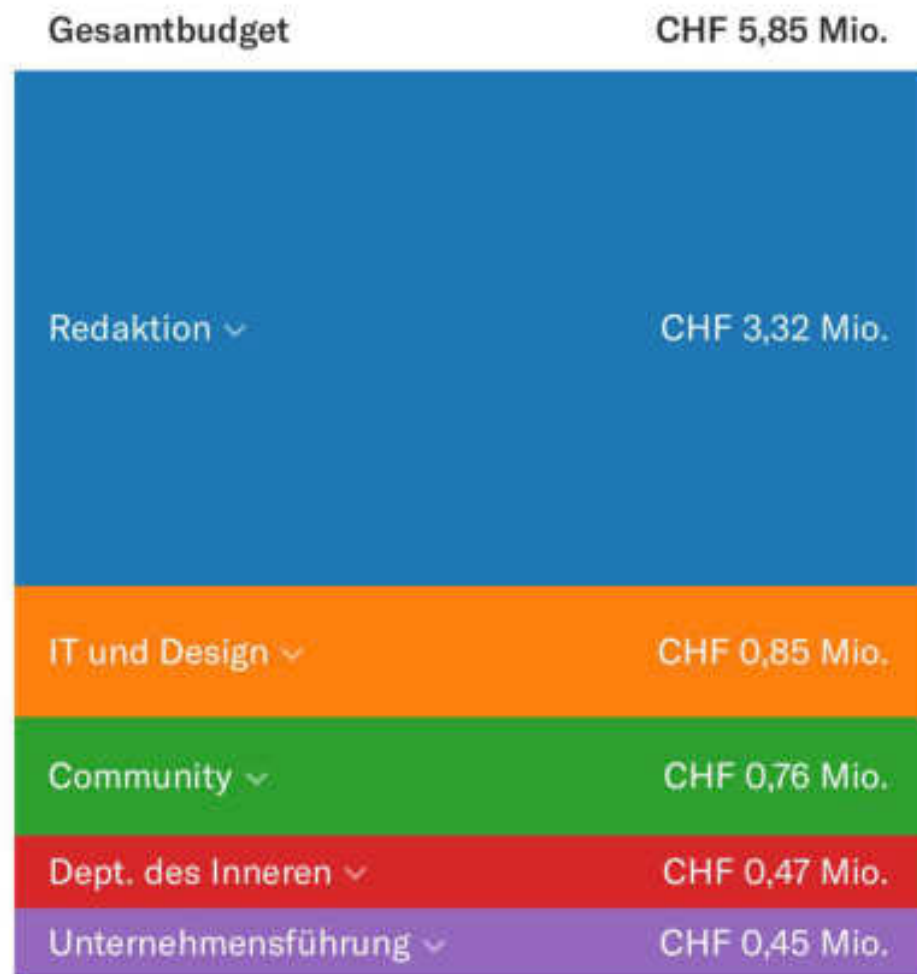 Gesamtbudget CHF 5,85 Mio.
Redaktion CHF 3,32 Mio.
IT und Design CHF 0,85 Mio.
Community CHF 0,76 Mio.
Dept. des Inneren CHF 0,47 Mio.
Unternehmensführung CHF 0,45 Mio.